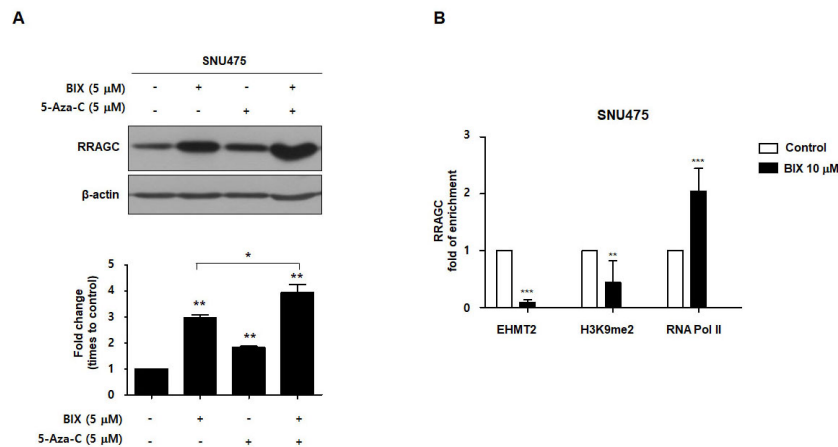 A
SNU475
BIX (5 μM) - + - +
5-Aza-C (5 μM) - - + +
RRAGC
β-actin
Fold change
(times to control)
5
4
3
2
1
0
*
**
**
**
BIX (5 μM) - + - +
5-Aza-C (5 μM) - - + +
B
SNU475
Control
BIX 10 μM
RRAGC
fold of enrichment
3
2
1
0
***
**
***
EHMT2 H3K9me2 RNA Pol II